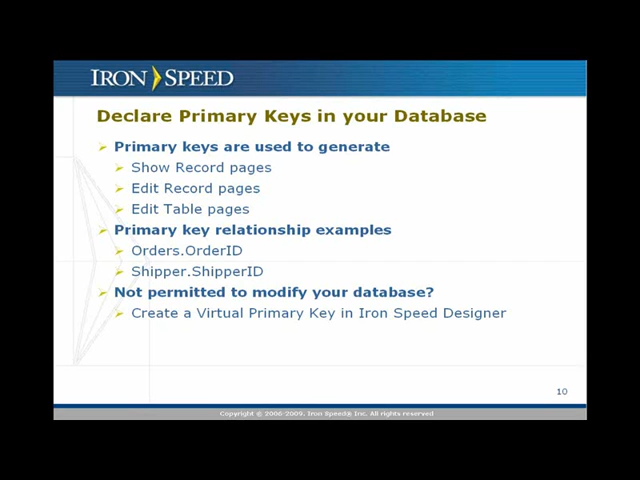 IRON SPEED
Declare Primary Keys in your Database
Primary keys are used to generate
Show Record pages
Edit Record pages
Edit Table pages
Primary key relationship examples
Orders.OrderID
Shipper.ShipperID
Not permitted to modify your database?
Create a Virtual Primary Key in Iron Speed Designer
10
Copyright © 2006-2009. Iron Speed® Inc. All rights reserved